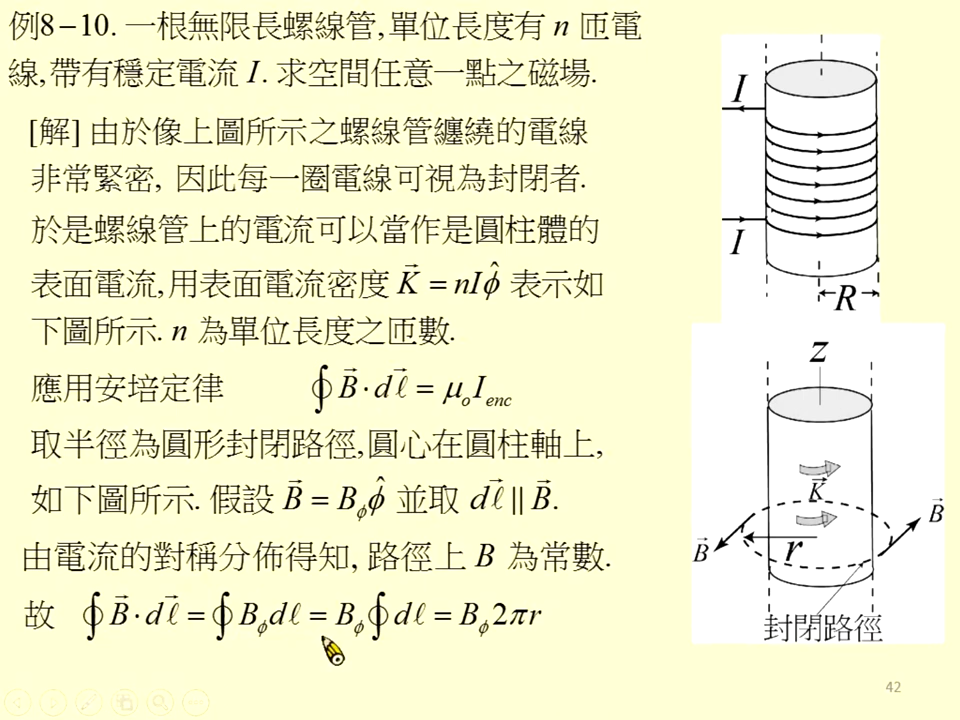 例8−10. 一根無限長螺線管,單位長度有 n 匝電
線,帶有穩定電流 I. 求空間任意一點之磁場.
[解] 由於像上圖所示之螺線管纏繞的電線
非常緊密, 因此每一圈電線可視為封閉者.
於是螺線管上的電流可以當作是圓柱體的
表面電流,用表面電流密度 K⃗ = nIϕ̂ 表示如
下圖所示. n 為單位長度之匝數.
應用安培定律 ∮B⃗·dℓ⃗ = μₒI_enc
取半徑為圓形封閉路徑,圓心在圓柱軸上,
如下圖所示. 假設 B⃗ = B_ϕ ϕ̂ 並取 dℓ⃗ || B⃗.
由電流的對稱分佈得知, 路徑上 B 為常數.
故 ∮B⃗·dℓ⃗ = ∮B_ϕ dℓ = B_ϕ∮dℓ = B_ϕ 2πr
I
I
R
z
K⃗
B⃗
B⃗
r
封閉路徑
42